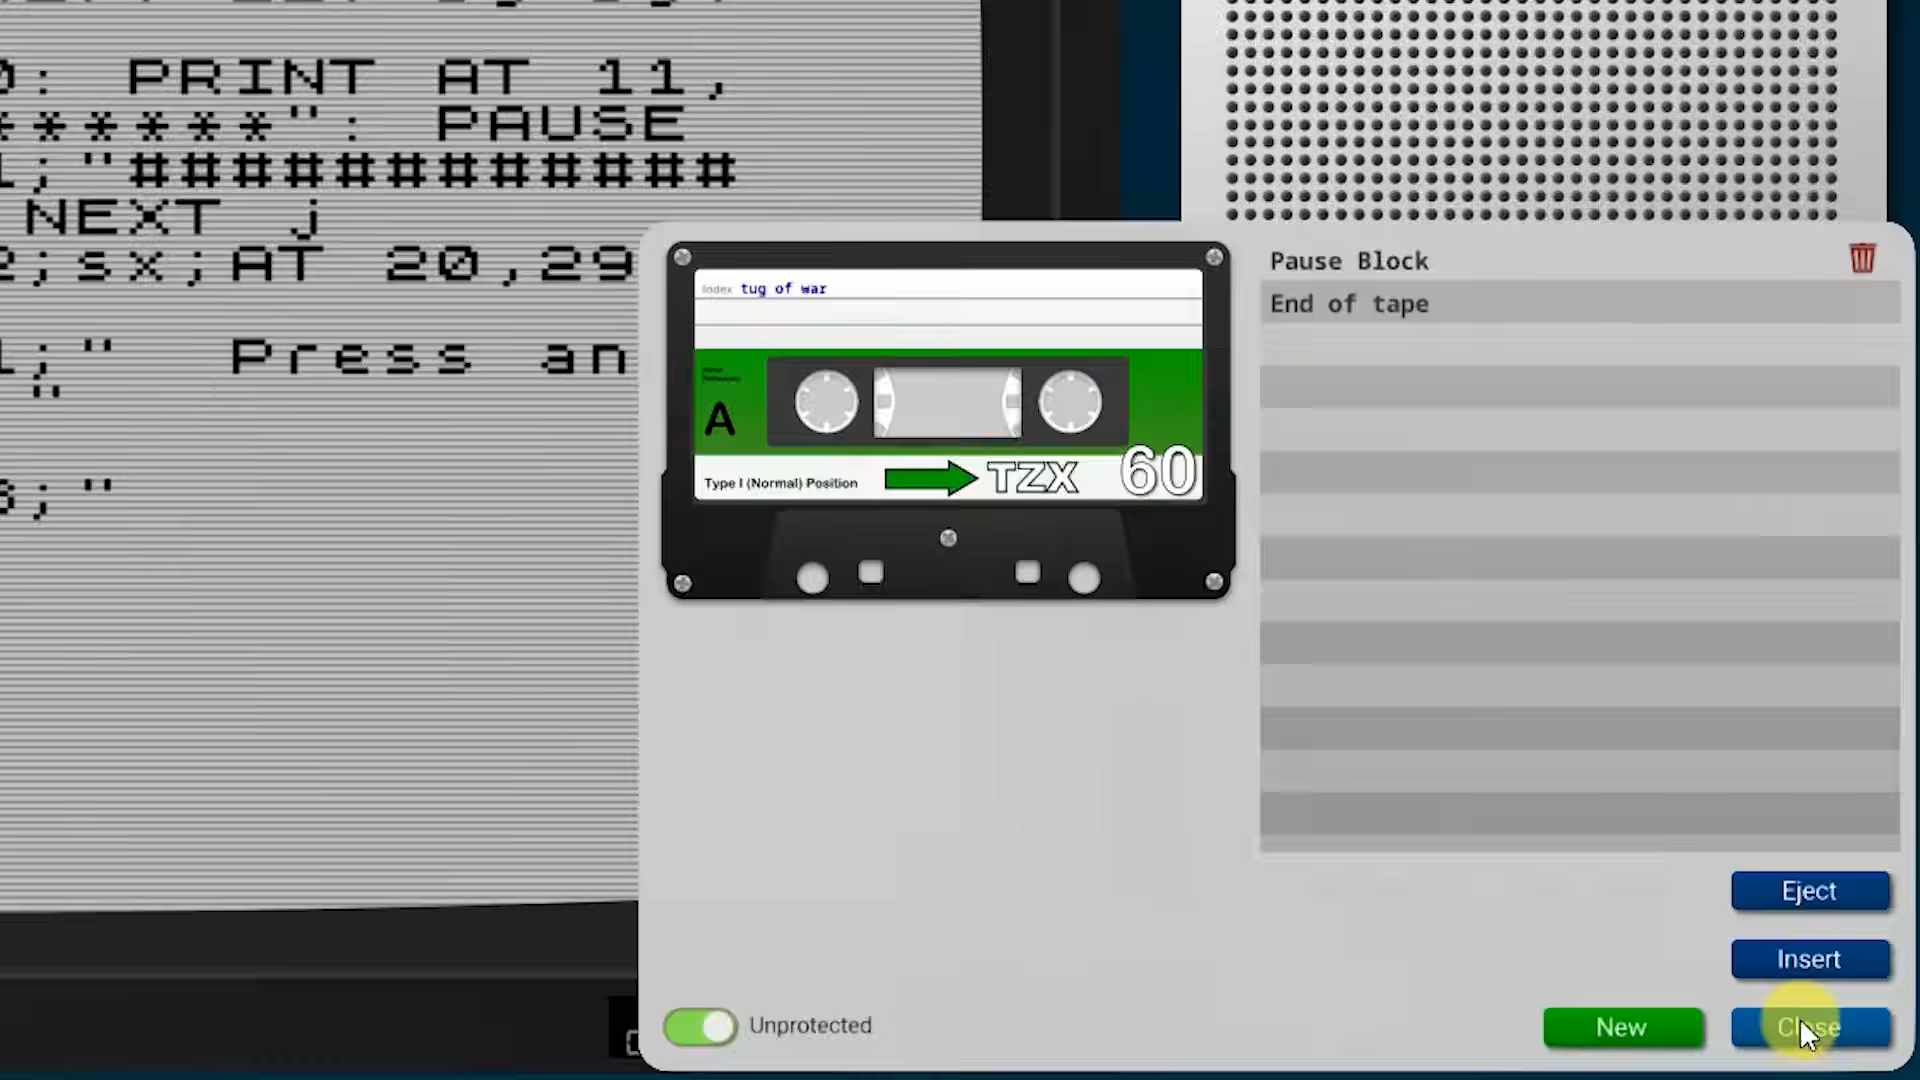 0: PRINT AT 11,
******": PAUSE
1;"############
NEXT j
2;sx;AT 20,29
1;"  Press an
"
6;"
Index tug of war
A
Type I (Normal) Position
TZX
60
Pause Block
End of tape
Eject
Insert
Unprotected
New
Close